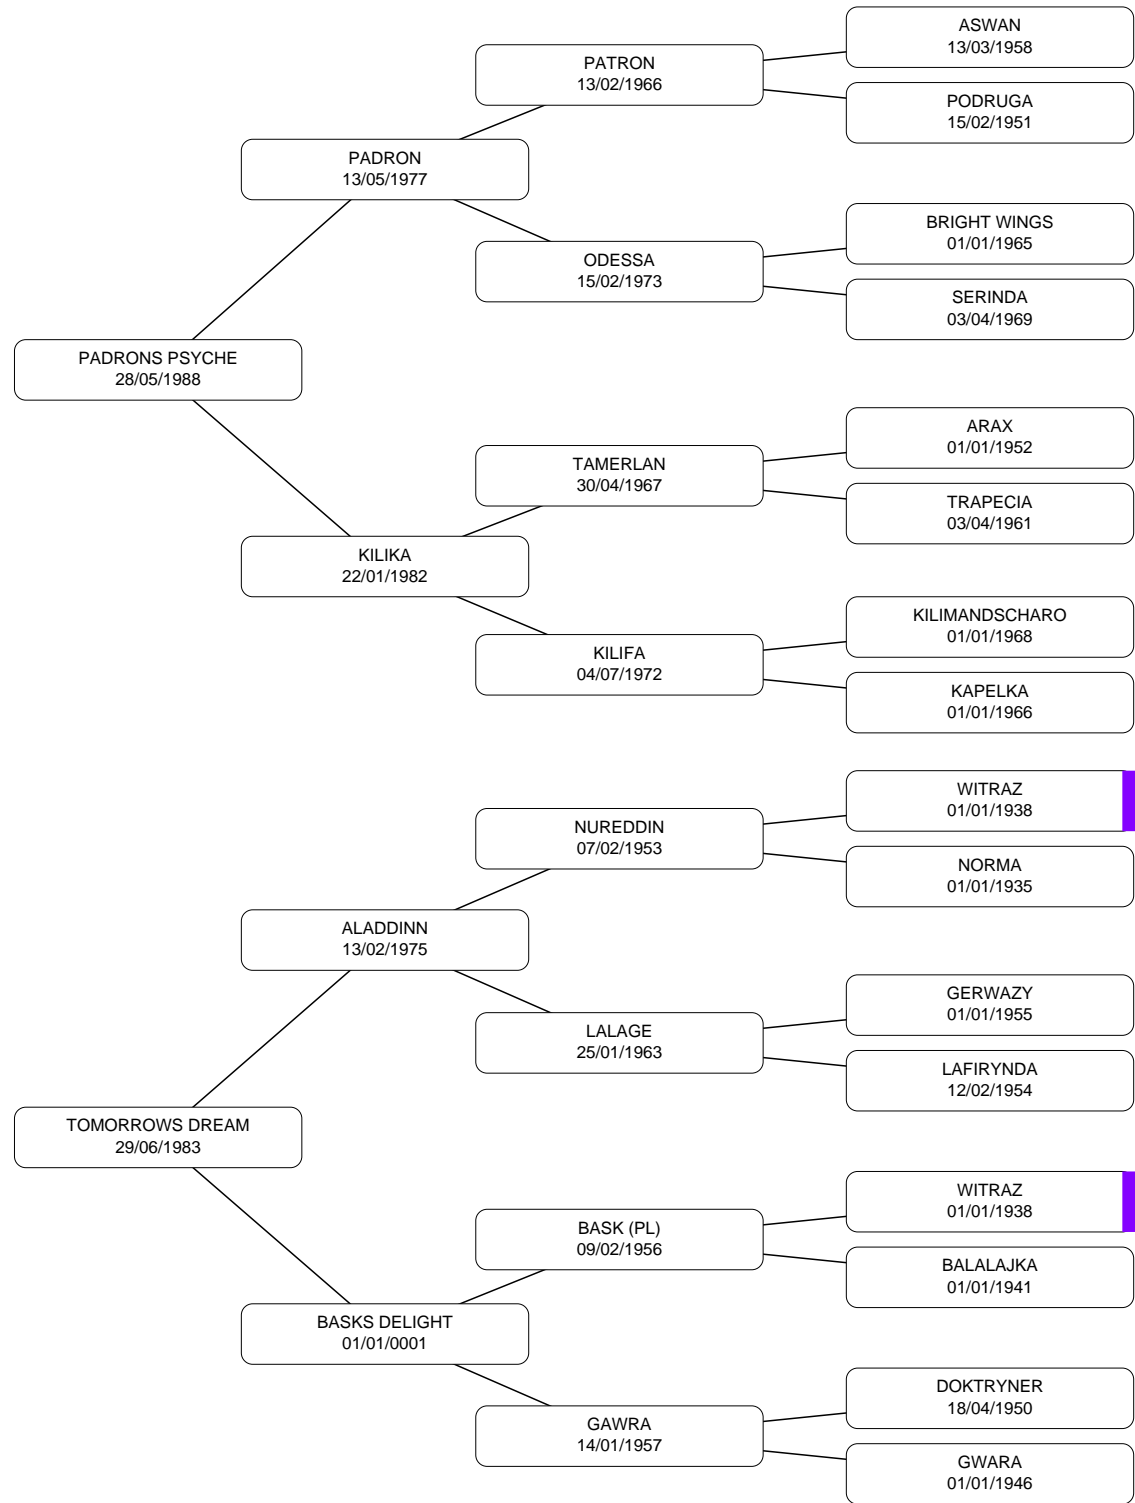 ASWAN
13/03/1958
PATRON
13/02/1966
PODRUGA
15/02/1951
PADRON
13/05/1977
BRIGHT WINGS
01/01/1965
ODESSA
15/02/1973
SERINDA
03/04/1969
PADRONS PSYCHE
28/05/1988
ARAX
01/01/1952
TAMERLAN
30/04/1967
TRAPECIA
03/04/1961
KILIKA
22/01/1982
KILIMANDSCHARO
01/01/1968
KILIFA
04/07/1972
KAPELKA
01/01/1966
WITRAZ
01/01/1938
NUREDDIN
07/02/1953
NORMA
01/01/1935
ALADDINN
13/02/1975
GERWAZY
01/01/1955
LALAGE
25/01/1963
LAFIRYNDA
12/02/1954
TOMORROWS DREAM
29/06/1983
WITRAZ
01/01/1938
BASK (PL)
09/02/1956
BALALAJKA
01/01/1941
BASKS DELIGHT
01/01/0001
DOKTRYNER
18/04/1950
GAWRA
14/01/1957
GWARA
01/01/1946